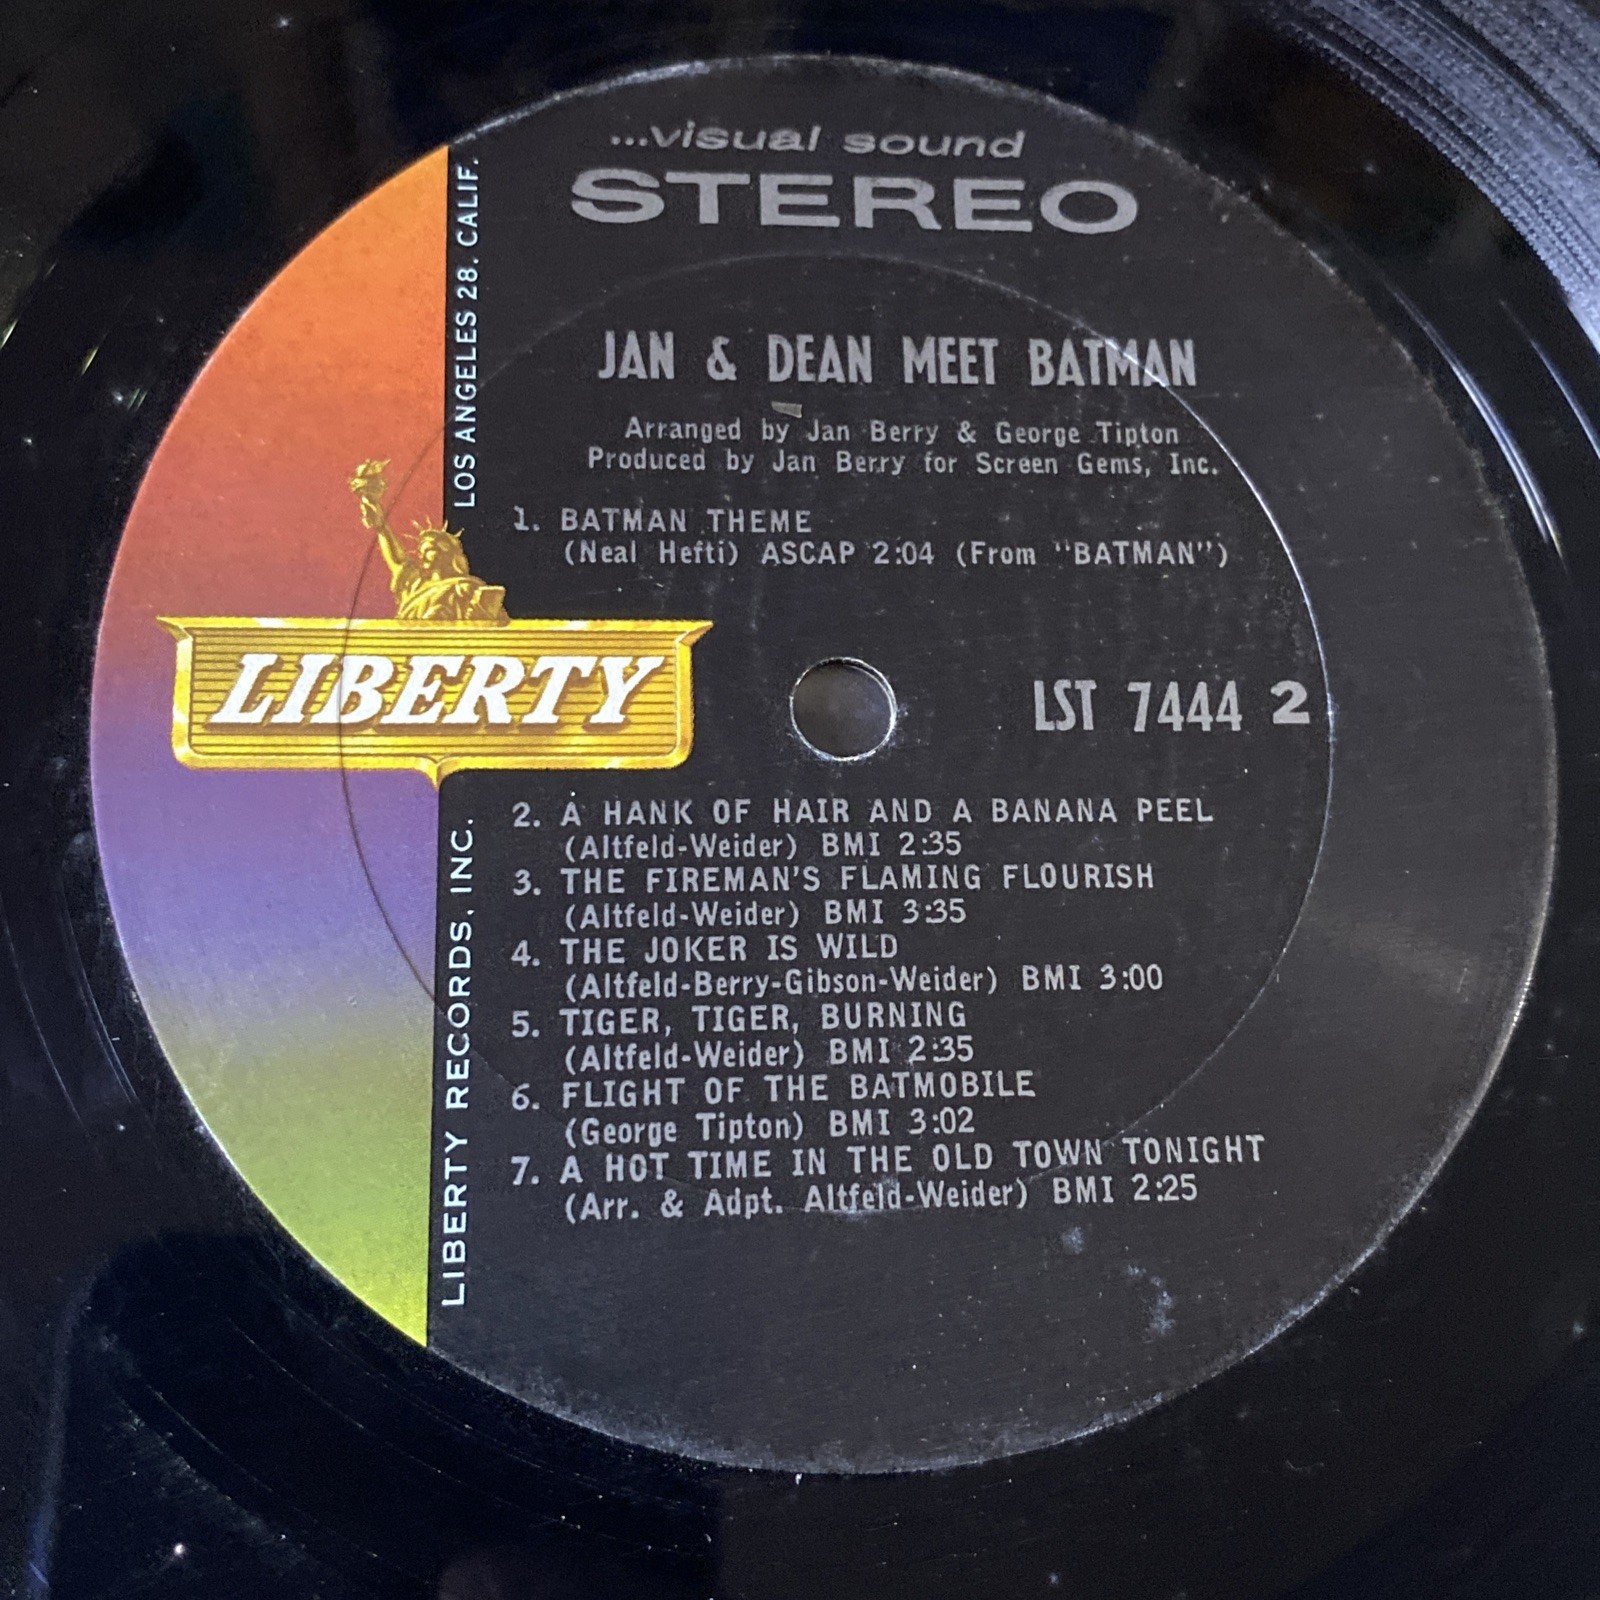 ...visual sound
STEREO
JAN & DEAN MEET BATMAN
Arranged by Jan Berry & George Tipton
Produced by Jan Berry for Screen Gems, Inc.
1. BATMAN THEME
(Neal Hefti) ASCAP 2:04 (From "BATMAN")
LIBERTY
LST 7444 2
2. A HANK OF HAIR AND A BANANA PEEL
(Altfeld-Weider) BMI 2:35
3. THE FIREMAN'S FLAMING FLOURISH
(Altfeld-Weider) BMI 3:35
4. THE JOKER IS WILD
(Altfeld-Berry-Gibson-Weider) BMI 3:00
5. TIGER, TIGER, BURNING
(Altfeld-Weider) BMI 2:35
6. FLIGHT OF THE BATMOBILE
(George Tipton) BMI 3:02
7. A HOT TIME IN THE OLD TOWN TONIGHT
(Arr. & Adpt. Altfeld-Weider) BMI 2:25
LIBERTY RECORDS, INC.
LOS ANGELES 28, CALIF.